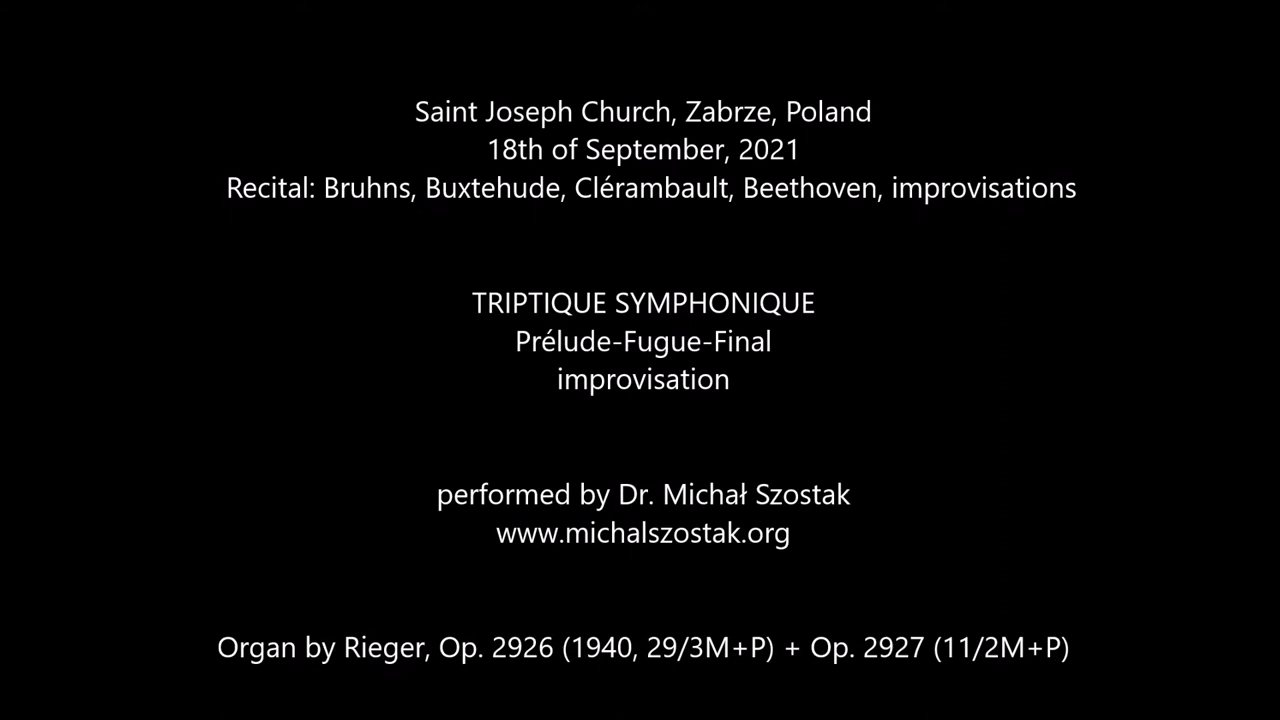 Saint Joseph Church, Zabrze, Poland
18th of September, 2021
Recital: Bruhns, Buxtehude, Clérambault, Beethoven, improvisations
TRIPTIQUE SYMPHONIQUE
Prélude-Fugue-Final
improvisation
performed by Dr. Michał Szostak
www.michalszostak.org
Organ by Rieger, Op. 2926 (1940, 29/3M+P) + Op. 2927 (11/2M+P)